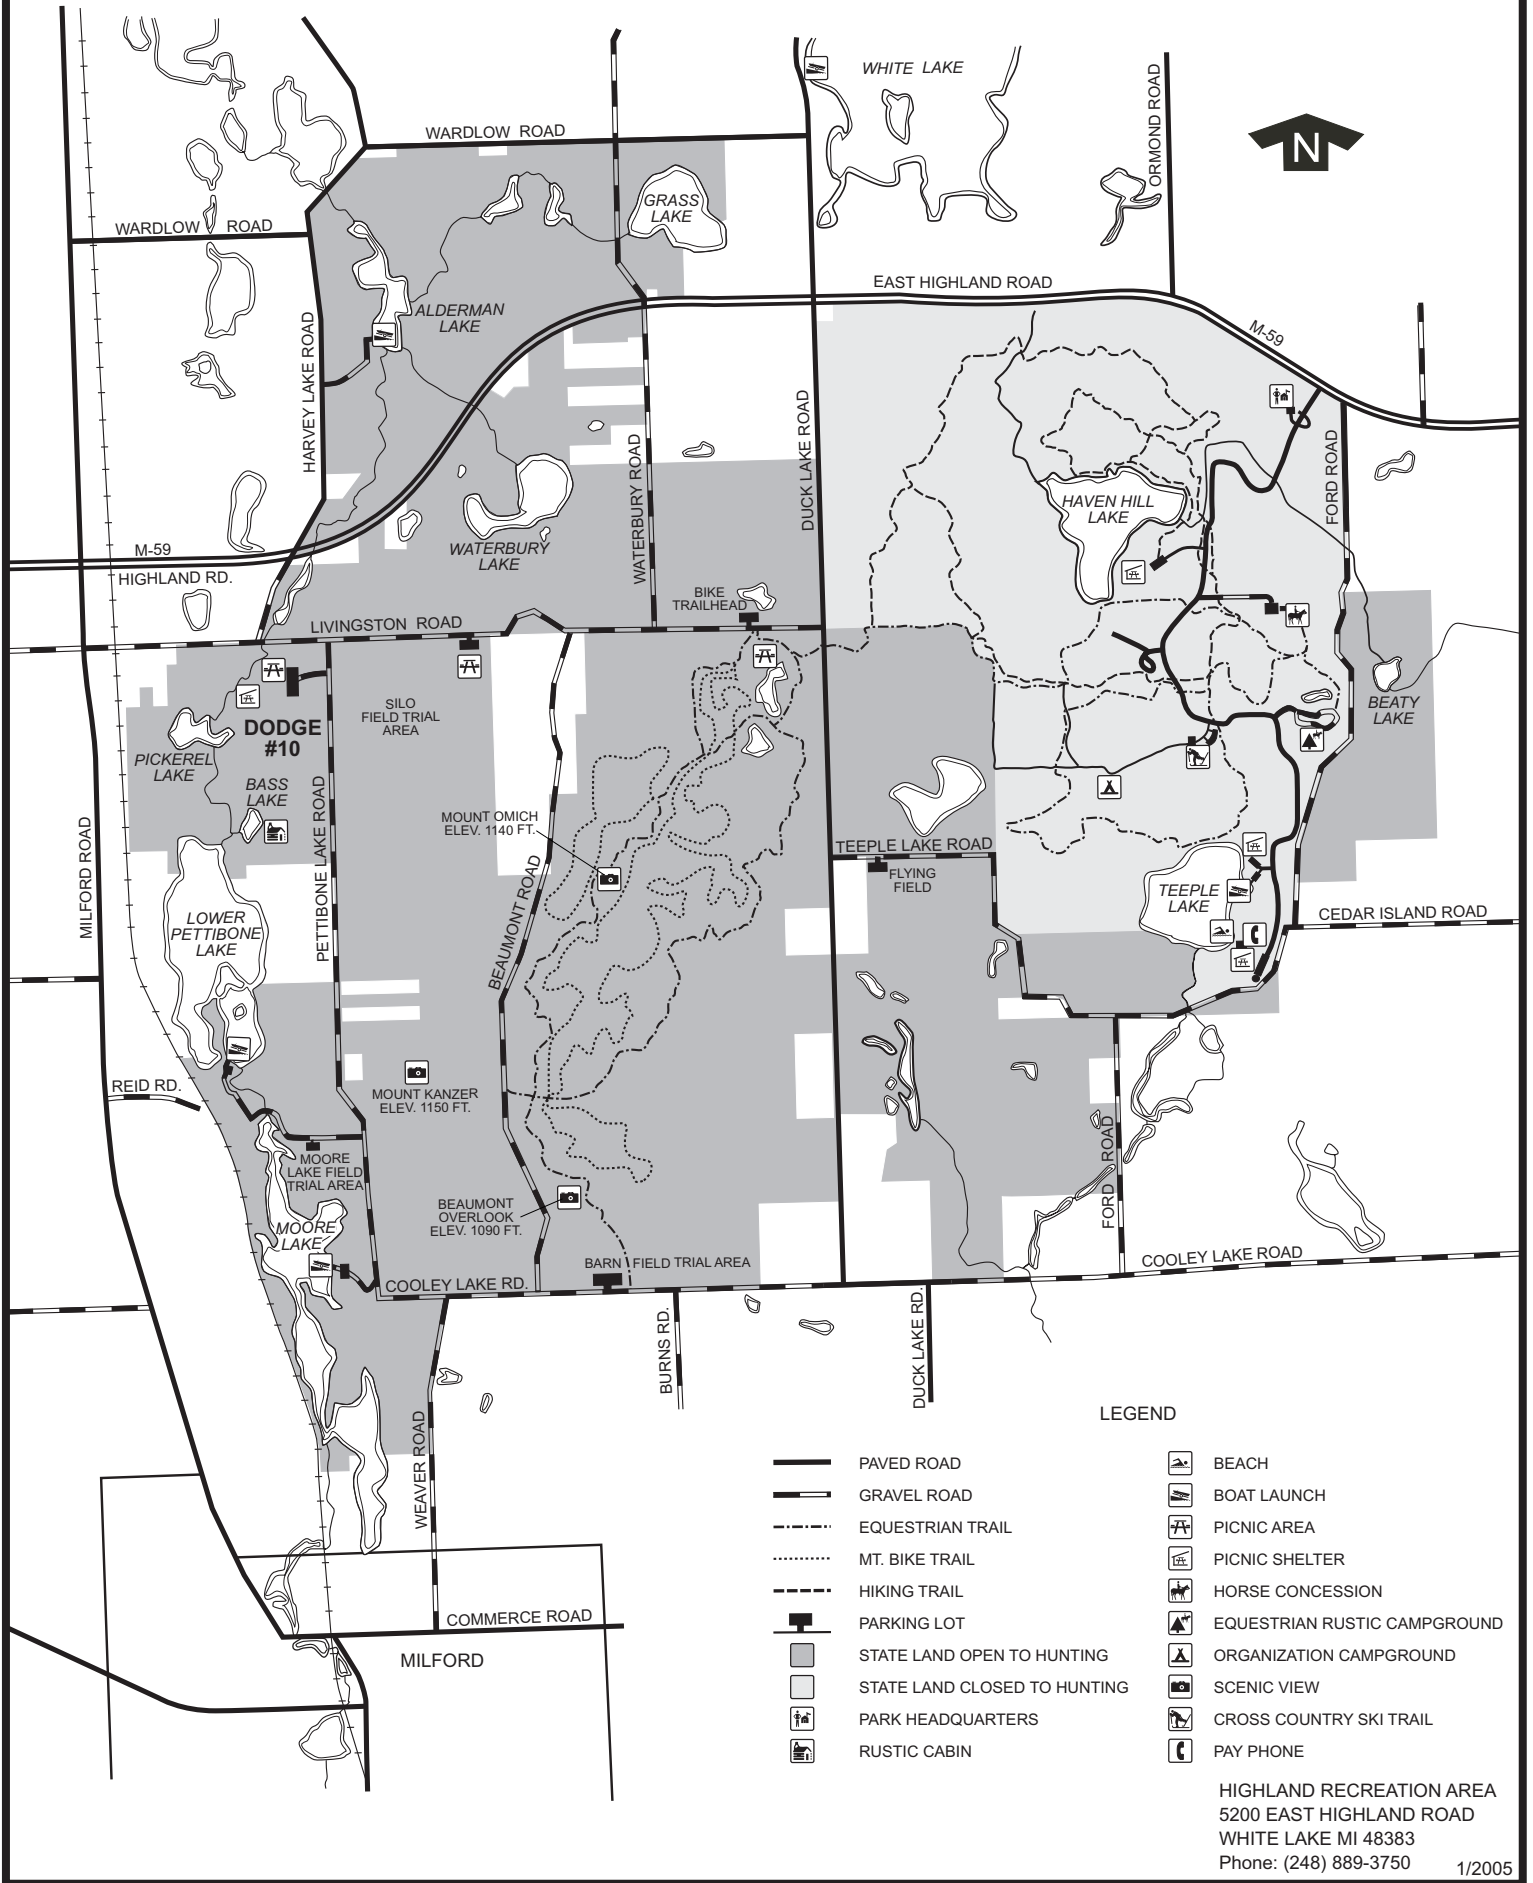 WHITE LAKE
ORMOND ROAD
N
WARDLOW ROAD
GRASS
LAKE
WARDLOW ROAD
EAST HIGHLAND ROAD
M-59
ALDERMAN
LAKE
HARVEY LAKE ROAD
WATERBURY ROAD
DUCK LAKE ROAD
FORD ROAD
HAVEN HILL
LAKE
WATERBURY
LAKE
M-59
HIGHLAND RD.
BIKE
TRAILHEAD
LIVINGSTON ROAD
SILO
FIELD TRIAL
AREA
DODGE
#10
PICKEREL
LAKE
BASS
LAKE
BEATY
LAKE
MOUNT OMICH
ELEV. 1140 FT.
MILFORD ROAD
PETTIBONE LAKE ROAD
BEAUMONT ROAD
TEEPLE LAKE ROAD
FLYING
FIELD
TEEPLE
LAKE
CEDAR ISLAND ROAD
LOWER
PETTIBONE
LAKE
REID RD.
MOUNT KANZER
ELEV. 1150 FT.
MOORE
LAKE FIELD
TRIAL AREA
FORD ROAD
BEAUMONT
OVERLOOK
ELEV. 1090 FT.
MOORE
LAKE
BARN FIELD TRIAL AREA
COOLEY LAKE RD.
COOLEY LAKE ROAD
BURNS RD.
DUCK LAKE RD.
WEAVER ROAD
COMMERCE ROAD
MILFORD
LEGEND
PAVED ROAD
GRAVEL ROAD
EQUESTRIAN TRAIL
MT. BIKE TRAIL
HIKING TRAIL
PARKING LOT
STATE LAND OPEN TO HUNTING
STATE LAND CLOSED TO HUNTING
PARK HEADQUARTERS
RUSTIC CABIN
BEACH
BOAT LAUNCH
PICNIC AREA
PICNIC SHELTER
HORSE CONCESSION
EQUESTRIAN RUSTIC CAMPGROUND
ORGANIZATION CAMPGROUND
SCENIC VIEW
CROSS COUNTRY SKI TRAIL
PAY PHONE
HIGHLAND RECREATION AREA
5200 EAST HIGHLAND ROAD
WHITE LAKE MI 48383
Phone: (248) 889-3750
1/2005